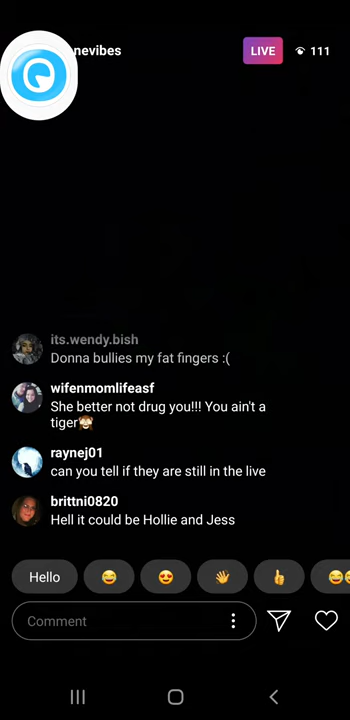 nevibes
LIVE
111
its.wendy.bish
Donna bullies my fat fingers :(
wifenmomlifeasf
She better not drug you!!! You ain't a
tiger🙈
raynej01
can you tell if they are still in the live
brittni0820
Hell it could be Hollie and Jess
Hello
Comment